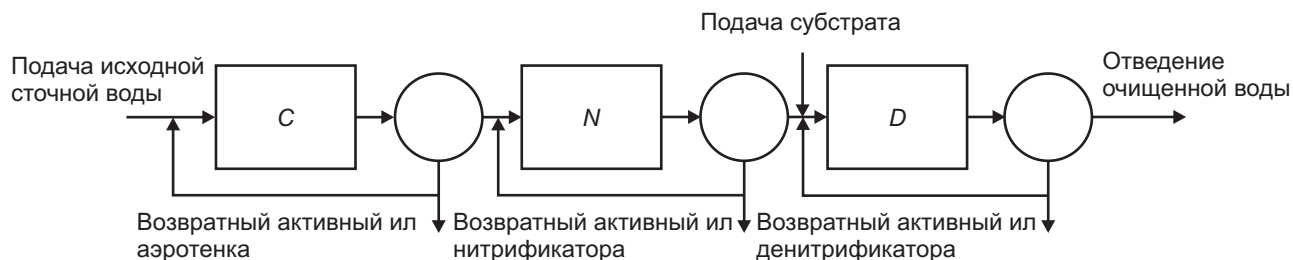 Подача субстрата
Подача исходной
сточной воды
Отведение
очищенной воды
C
N
D
Возвратный активный ил
аэротенка
Возвратный активный ил
нитрификатора
Возвратный активный ил
денитрификатора